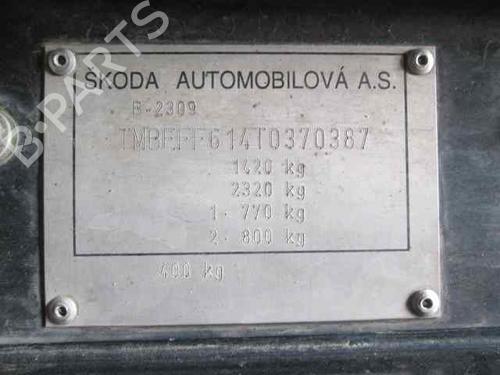 B-PARTS
ŠKODA AUTOMOBILOVÁ A.S.
B-2309
TMBEFF614T0370387
1420 kg
2320 kg
1. 770 kg
2. 800 kg
400 kg